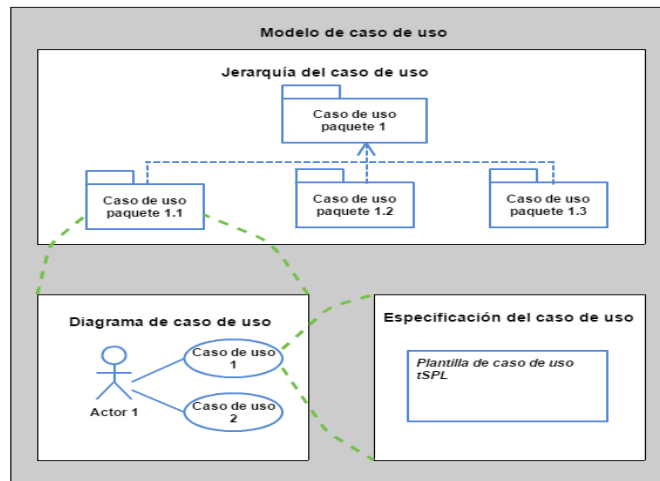 Modelo de caso de uso
Jerarquía del caso de uso
Caso de uso
paquete 1
Caso de uso
paquete 1.1
Caso de uso
paquete 1.2
Caso de uso
paquete 1.3
Diagrama de caso de uso
Caso de uso
1
Actor 1
Caso de uso
2
Especificación del caso de uso
Plantilla de caso de uso
tSPL